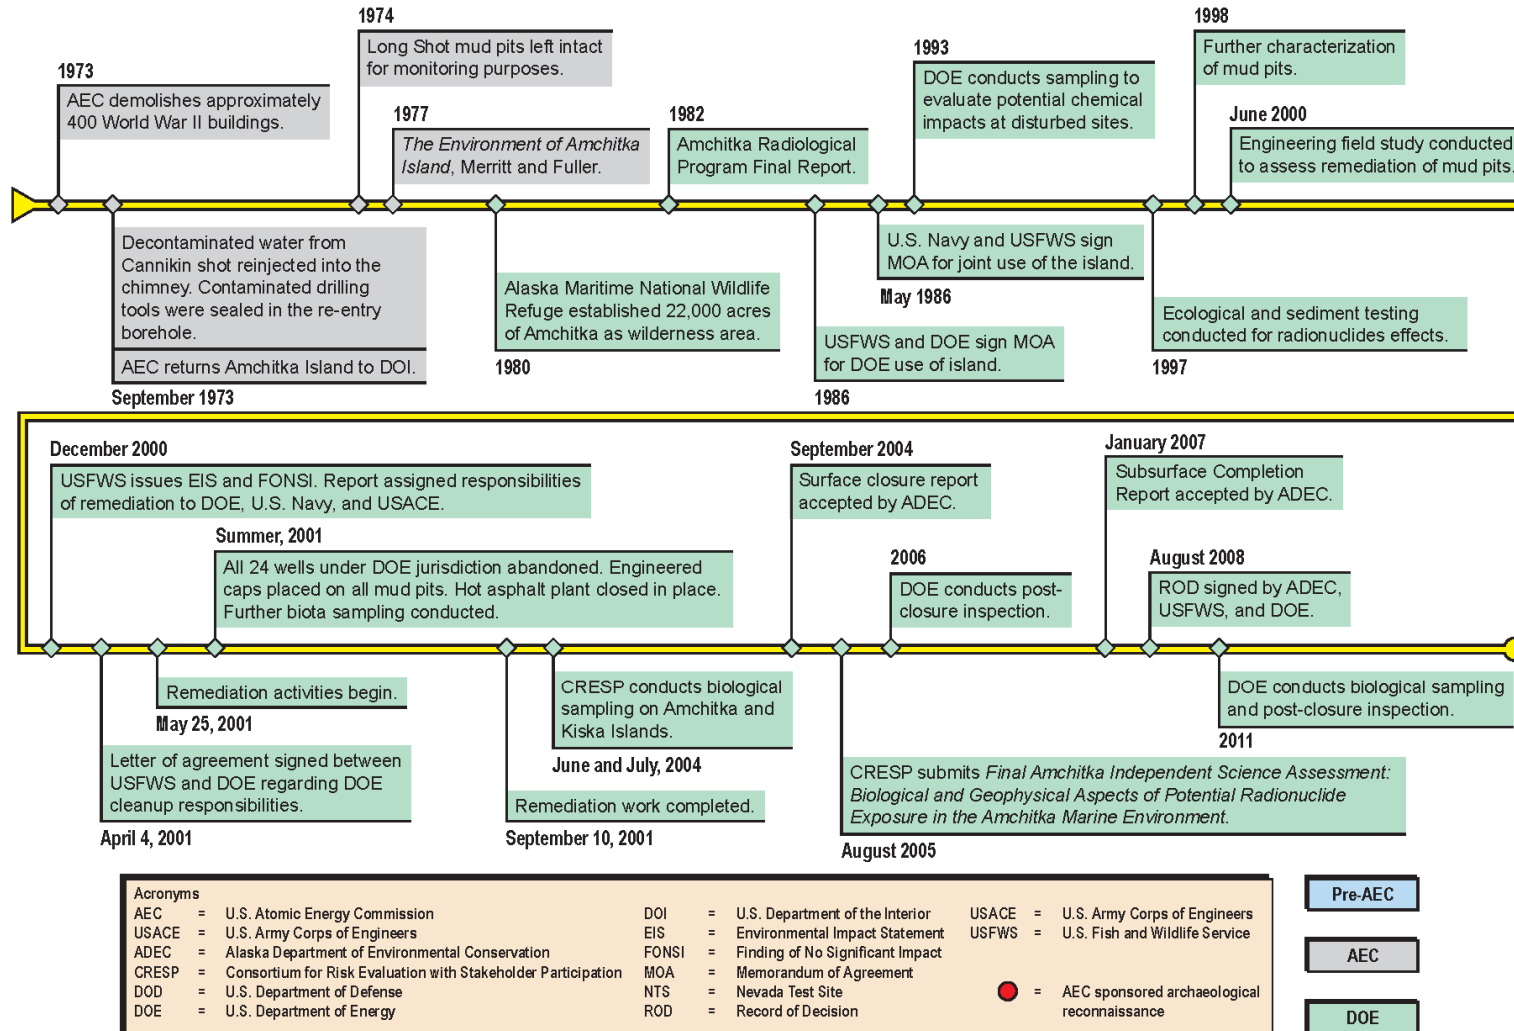 1973
AEC demolishes approximately
400 World War II buildings.
September 1973
Decontaminated water from
Cannikin shot reinjected into the
chimney. Contaminated drilling
tools were sealed in the re-entry
borehole.
AEC returns Amchitka Island to DOI.
1974
Long Shot mud pits left intact
for monitoring purposes.
1977
The Environment of Amchitka
Island, Merritt and Fuller.
Alaska Maritime National Wildlife
Refuge established 22,000 acres
of Amchitka as wilderness area.
1980
1982
Amchitka Radiological
Program Final Report.
USFWS and DOE sign MOA
for DOE use of island.
1986
U.S. Navy and USFWS sign
MOA for joint use of the island.
May 1986
1993
DOE conducts sampling to
evaluate potential chemical
impacts at disturbed sites.
Ecological and sediment testing
conducted for radionuclides effects.
1997
1998
Further characterization
of mud pits.
June 2000
Engineering field study conducted
to assess remediation of mud pits.
December 2000
USFWS issues EIS and FONSI. Report assigned responsibilities
of remediation to DOE, U.S. Navy, and USACE.
Letter of agreement signed between
USFWS and DOE regarding DOE
cleanup responsibilities.
April 4, 2001
Remediation activities begin.
May 25, 2001
Summer, 2001
All 24 wells under DOE jurisdiction abandoned. Engineered
caps placed on all mud pits. Hot asphalt plant closed in place.
Further biota sampling conducted.
Remediation work completed.
September 10, 2001
CRESP conducts biological
sampling on Amchitka and
Kiska Islands.
June and July, 2004
September 2004
Surface closure report
accepted by ADEC.
CRESP submits Final Amchitka Independent Science Assessment:
Biological and Geophysical Aspects of Potential Radionuclide
Exposure in the Amchitka Marine Environment.
August 2005
2006
DOE conducts post-
closure inspection.
January 2007
Subsurface Completion
Report accepted by ADEC.
August 2008
ROD signed by ADEC,
USFWS, and DOE.
DOE conducts biological sampling
and post-closure inspection.
2011
Acronyms
AEC = U.S. Atomic Energy Commission
USACE = U.S. Army Corps of Engineers
ADEC = Alaska Department of Environmental Conservation
CRESP = Consortium for Risk Evaluation with Stakeholder Participation
DOD = U.S. Department of Defense
DOE = U.S. Department of Energy
DOI = U.S. Department of the Interior
EIS = Environmental Impact Statement
FONSI = Finding of No Significant Impact
MOA = Memorandum of Agreement
NTS = Nevada Test Site
ROD = Record of Decision
USACE = U.S. Army Corps of Engineers
USFWS = U.S. Fish and Wildlife Service
= AEC sponsored archaeological
reconnaissance
Pre-AEC
AEC
DOE